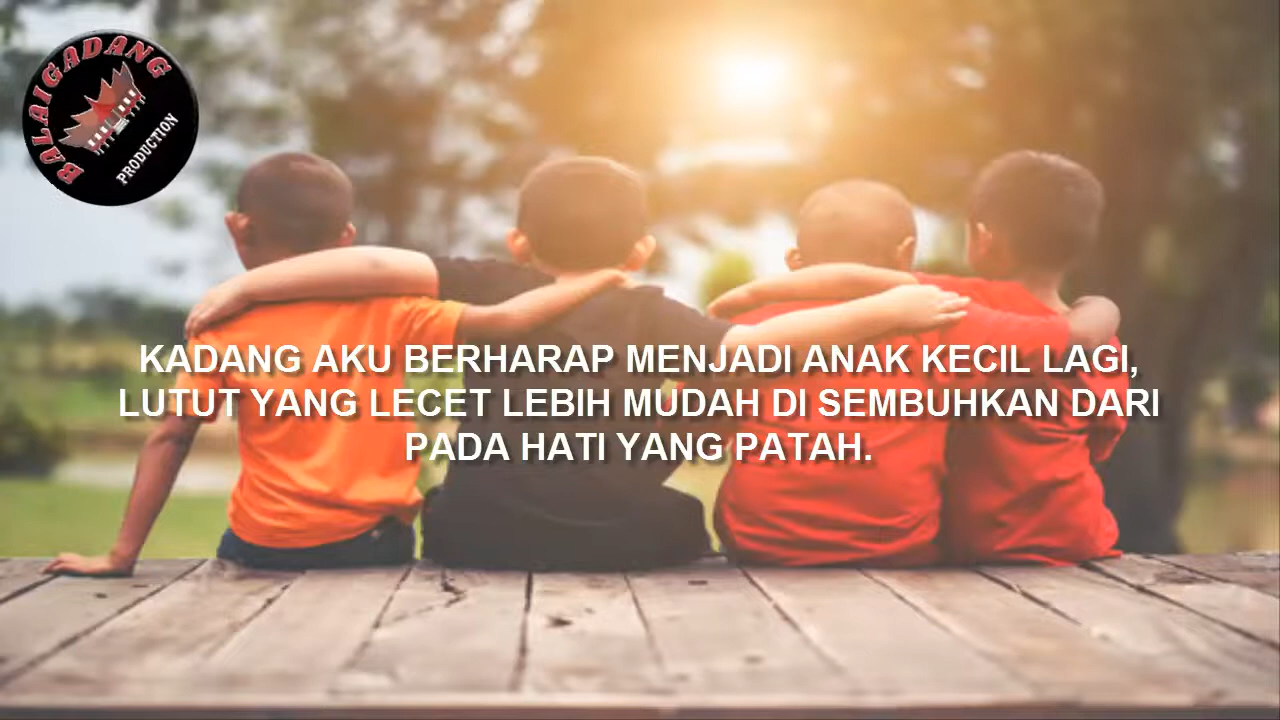 BALAIGADANG
PRODUCTION
KADANG AKU BERHARAP MENJADI ANAK KECIL LAGI,
LUTUT YANG LECET LEBIH MUDAH DI SEMBUHKAN DARI
PADA HATI YANG PATAH.